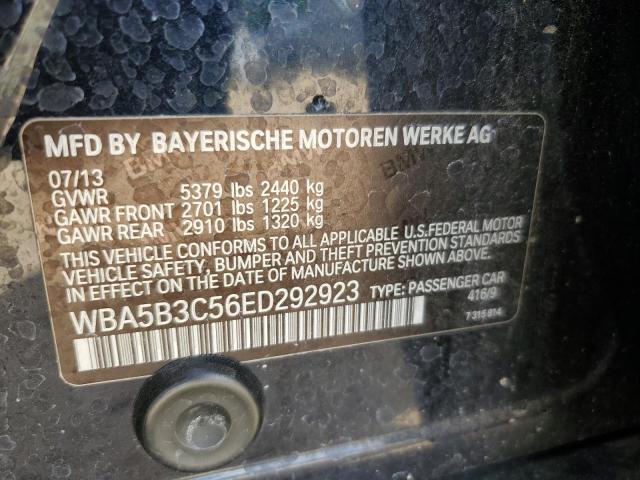 MFD BY BAYERISCHE MOTOREN WERKE AG
07/13
GVWR 5379 lbs 2440 kg
GAWR FRONT 2701 lbs 1225 kg
GAWR REAR 2910 lbs 1320 kg
THIS VEHICLE CONFORMS TO ALL APPLICABLE U.S.FEDERAL MOTOR
VEHICLE SAFETY, BUMPER AND THEFT PREVENTION STANDARDS
IN EFFECT ON THE DATE OF MANUFACTURE SHOWN ABOVE.
WBA5B3C56ED292923 TYPE: PASSENGER CAR
416/9
7 315 814